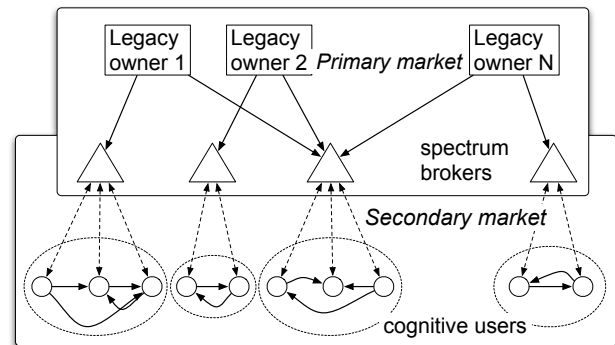 Legacy
owner 1
Legacy
owner 2
Primary market
Legacy
owner N
spectrum
brokers
Secondary market
cognitive users